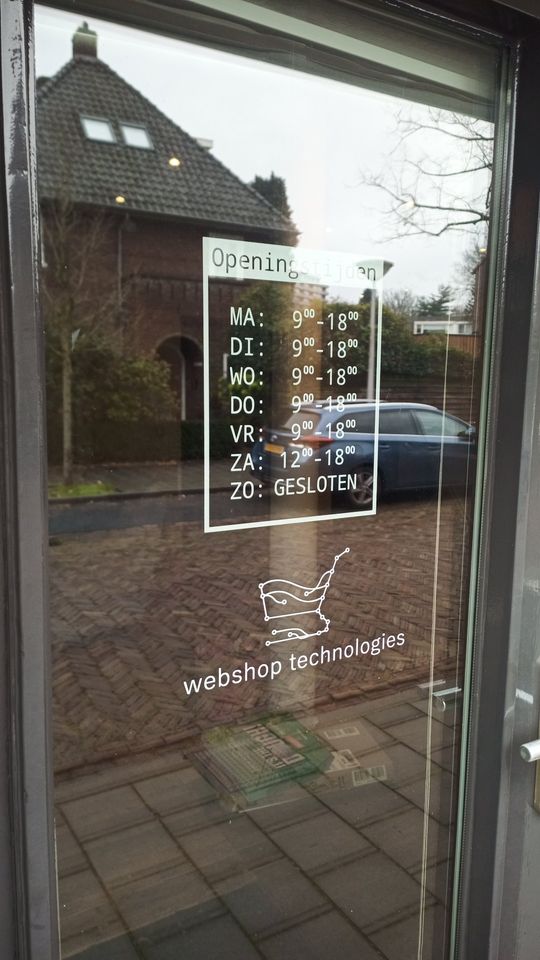 Openingstijden
MA: 9⁰⁰-18⁰⁰
DI: 9⁰⁰-18⁰⁰
WO: 9⁰⁰-18⁰⁰
DO: 9⁰⁰-18⁰⁰
VR: 9⁰⁰-18⁰⁰
ZA: 12⁰⁰-18⁰⁰
ZO: GESLOTEN
webshop technologies